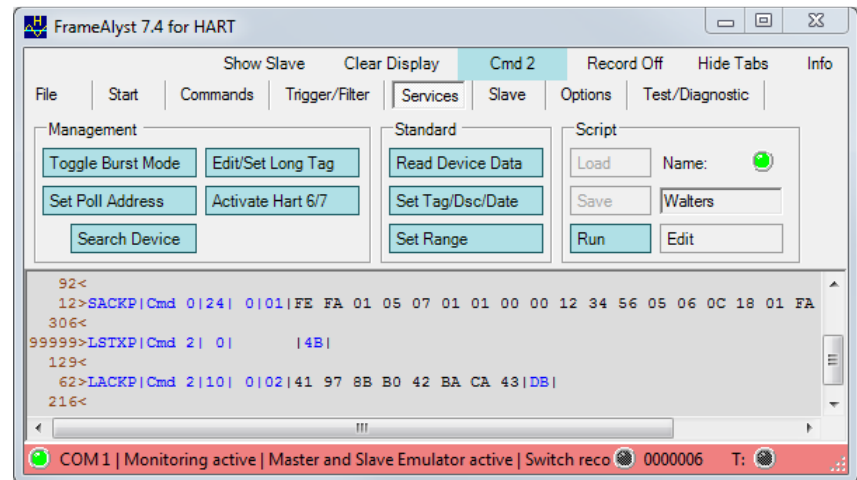 FrameAlyst 7.4 for HART
Show Slave Clear Display Cmd 2 Record Off Hide Tabs Info
File Start Commands Trigger/Filter Services Slave Options Test/Diagnostic
Management Standard Script
Toggle Burst Mode Edit/Set Long Tag Read Device Data Load Name:
Set Poll Address Activate Hart 6/7 Set Tag/Dsc/Date Save Walters
Search Device Set Range Run Edit
92<
12>SACKP|Cmd 0|24| 0|01|FE FA 01 05 07 01 01 00 00 12 34 56 05 06 0C 18 01 FA
306<
99999>LSTXP|Cmd 2| 0| |4B|
129<
62>LACKP|Cmd 2|10| 0|02|41 97 8B B0 42 BA CA 43|DB|
216<
COM 1 | Monitoring active | Master and Slave Emulator active | Switch reco 0000006 T: